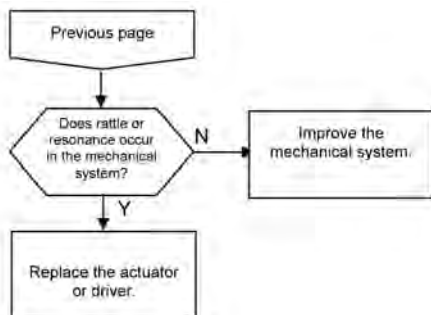 Previous page
Does rattle or
resonance occur
in the mechanical
system?
N
Improve the
mechanical system.
Y
Replace the actuator
or driver.